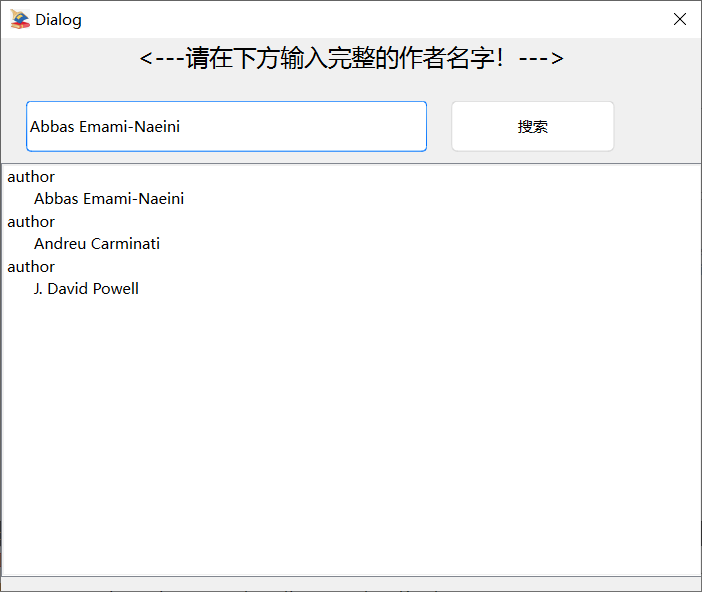 Dialog
<---请在下方输入完整的作者名字！--->
Abbas Emami-Naeini
搜索
author
Abbas Emami-Naeini
author
Andreu Carminati
author
J. David Powell